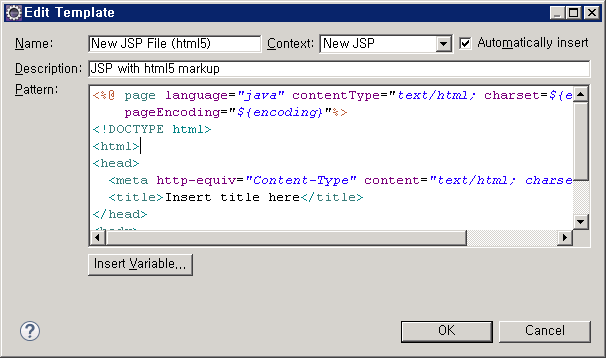 Edit Template
Name: New JSP File (html5) Context: New JSP Automatically insert
Description: JSP with html5 markup
Pattern:
<%@ page language="java" contentType="text/html; charset=${e
pageEncoding="${encoding}"%>
<!DOCTYPE html>
<html>
<head>
<meta http-equiv="Content-Type" content="text/html; charse
<title>Insert title here</title>
</head>
<body>
Insert Variable...
?
OK Cancel